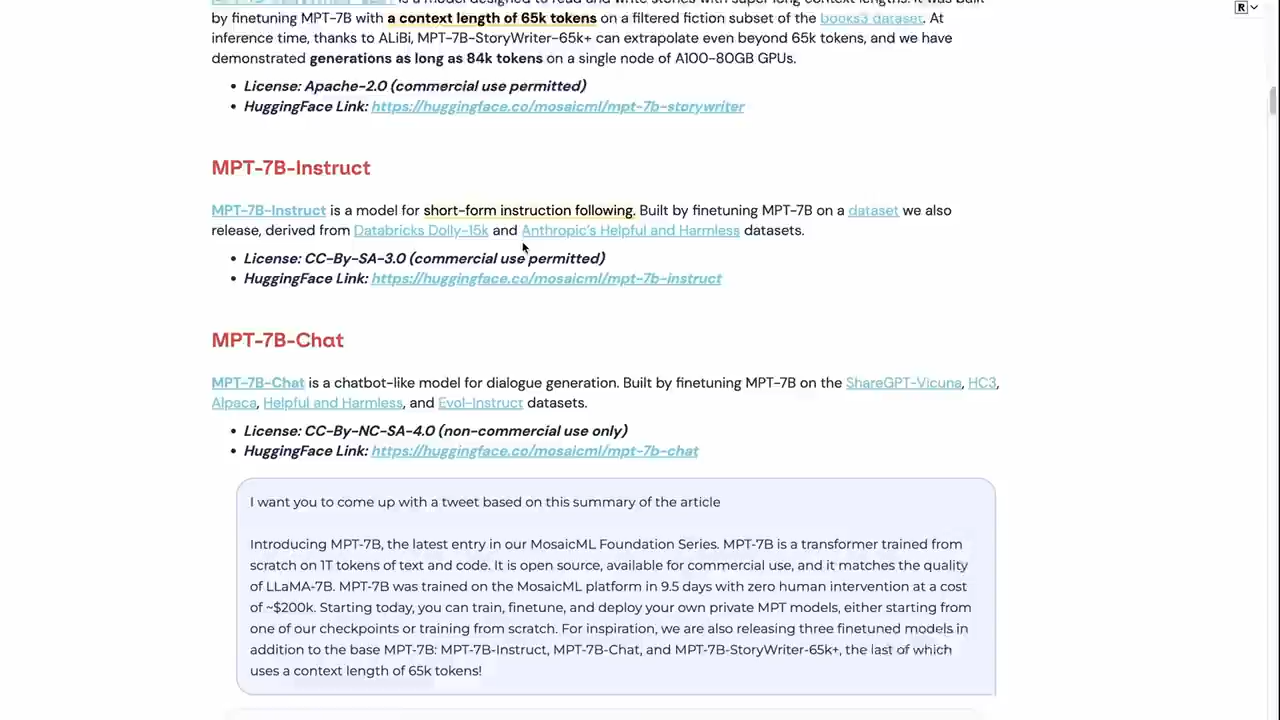 is a model designed to read and write stories with super long context lengths. It was built
by finetuning MPT-7B with a context length of 65k tokens on a filtered fiction subset of the books3 dataset. At
inference time, thanks to ALiBi, MPT-7B-StoryWriter-65k+ can extrapolate even beyond 65k tokens, and we have
demonstrated generations as long as 84k tokens on a single node of A100-80GB GPUs.
• License: Apache-2.0 (commercial use permitted)
• HuggingFace Link: https://huggingface.co/mosaicml/mpt-7b-storywriter
MPT-7B-Instruct
MPT-7B-Instruct is a model for short-form instruction following. Built by finetuning MPT-7B on a dataset we also
release, derived from Databricks Dolly-15k and Anthropic's Helpful and Harmless datasets.
• License: CC-By-SA-3.0 (commercial use permitted)
• HuggingFace Link: https://huggingface.co/mosaicml/mpt-7b-instruct
MPT-7B-Chat
MPT-7B-Chat is a chatbot-like model for dialogue generation. Built by finetuning MPT-7B on the ShareGPT-Vicuna, HC3,
Alpaca, Helpful and Harmless, and Evol-Instruct datasets.
• License: CC-By-NC-SA-4.0 (non-commercial use only)
• HuggingFace Link: https://huggingface.co/mosaicml/mpt-7b-chat
I want you to come up with a tweet based on this summary of the article
Introducing MPT-7B, the latest entry in our MosaicML Foundation Series. MPT-7B is a transformer trained from
scratch on 1T tokens of text and code. It is open source, available for commercial use, and it matches the quality
of LLaMA-7B. MPT-7B was trained on the MosaicML platform in 9.5 days with zero human intervention at a cost
of ~$200k. Starting today, you can train, finetune, and deploy your own private MPT models, either starting from
one of our checkpoints or training from scratch. For inspiration, we are also releasing three finetuned models in
addition to the base MPT-7B: MPT-7B-Instruct, MPT-7B-Chat, and MPT-7B-StoryWriter-65k+, the last of which
uses a context length of 65k tokens!
R